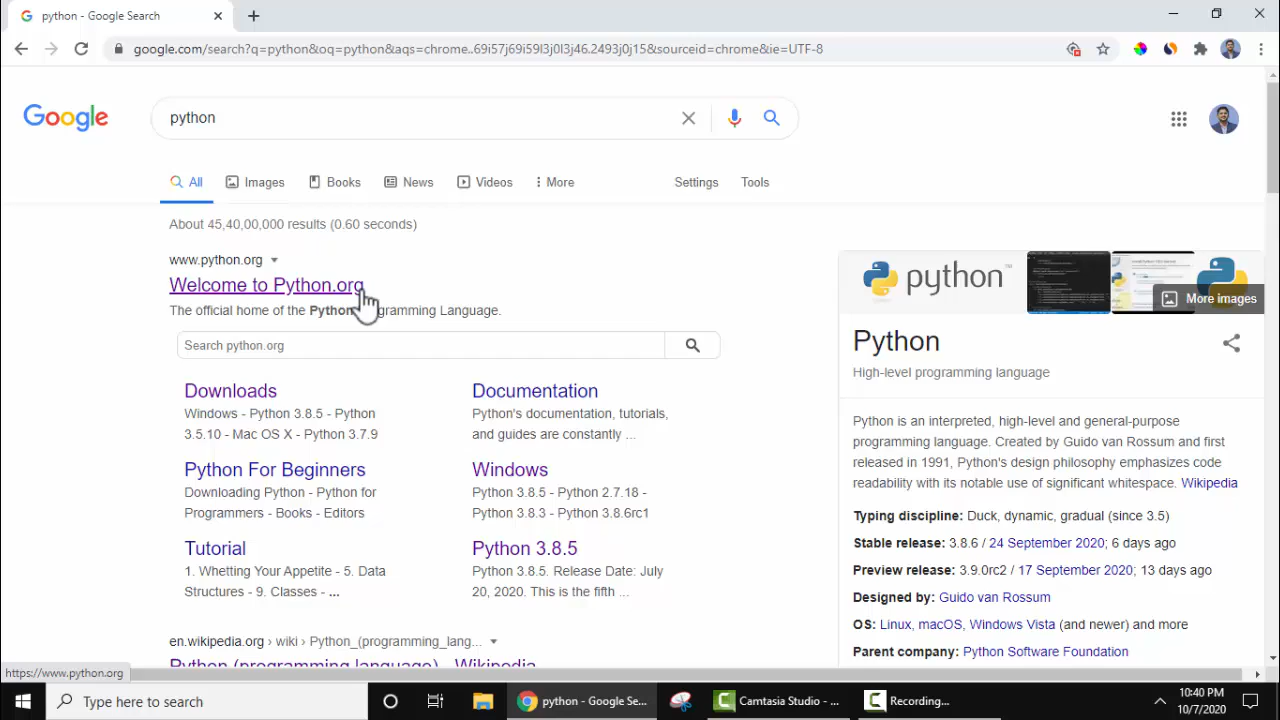 python - Google Search
google.com/search?q=python&oq=python&aqs=chrome..69i57j69i59l3j0l3j46.2493j0j15&sourceid=chrome&ie=UTF-8
Google
python
All
Images
Books
News
Videos
More
Settings
Tools
About 45,40,00,000 results (0.60 seconds)
www.python.org
Welcome to Python.org
The official home of the Python Programming Language.
Search python.org
Downloads
Windows - Python 3.8.5 - Python
3.5.10 - Mac OS X - Python 3.7.9
Documentation
Python's documentation, tutorials,
and guides are constantly ...
Python For Beginners
Downloading Python - Python for
Programmers - Books - Editors
Windows
Python 3.8.5 - Python 2.7.18 -
Python 3.8.3 - Python 3.8.6rc1
Tutorial
1. Whetting Your Appetite - 5. Data
Structures - 9. Classes - ...
Python 3.8.5
Python 3.8.5. Release Date: July
20, 2020. This is the fifth ...
en.wikipedia.org › wiki › Python_(programming_lang...
Python (programming language) - Wikipedia
python™
More images
Python
High-level programming language
Python is an interpreted, high-level and general-purpose
programming language. Created by Guido van Rossum and first
released in 1991, Python's design philosophy emphasizes code
readability with its notable use of significant whitespace. Wikipedia
Typing discipline: Duck, dynamic, gradual (since 3.5)
Stable release: 3.8.6 / 24 September 2020; 6 days ago
Preview release: 3.9.0rc2 / 17 September 2020; 13 days ago
Designed by: Guido van Rossum
OS: Linux, macOS, Windows Vista (and newer) and more
Parent company: Python Software Foundation
https://www.python.org
Type here to search
python - Google Se...
Camtasia Studio - ...
Recording...
10:40 PM
10/7/2020